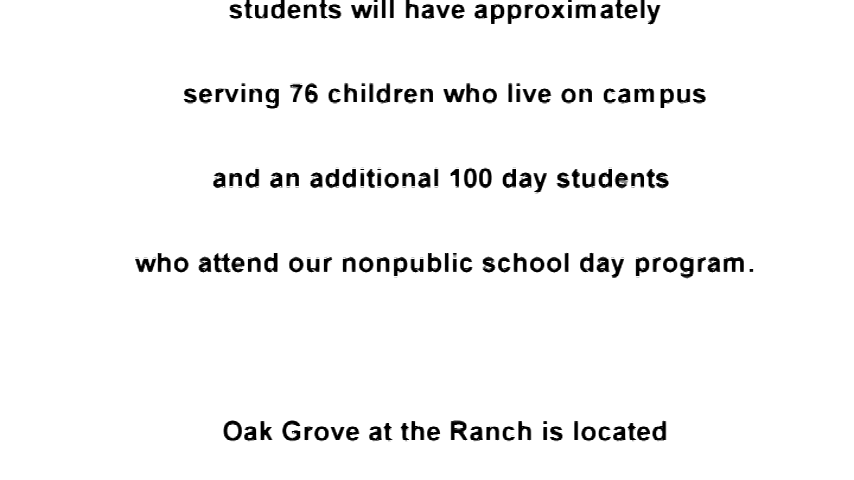 students will have approximately
serving 76 children who live on campus
and an additional 100 day students
who attend our nonpublic school day program.
Oak Grove at the Ranch is located